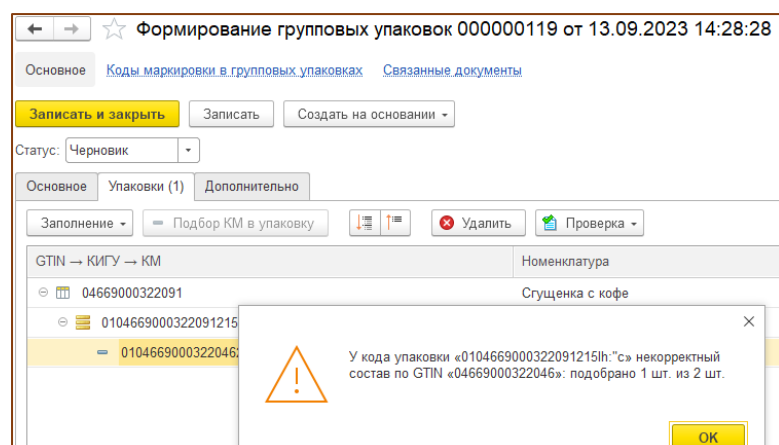 Формирование групповых упаковок 000000119 от 13.09.2023 14:28:28
Основное Коды маркировки в групповых упаковках Связанные документы
Записать и закрыть Записать Создать на основании
Статус: Черновик
Основное Упаковки (1) Дополнительно
Заполнение Подбор КМ в упаковку Удалить Проверка
GTIN → КИГУ → КМ Номенклатура
04669000322091 Сгущенка с кофе
0104669000322091215
01046690003220462
У кода упаковки «0104669000322091215lh:"c» некорректный
состав по GTIN «04669000322046»: подобрано 1 шт. из 2 шт.
ОК